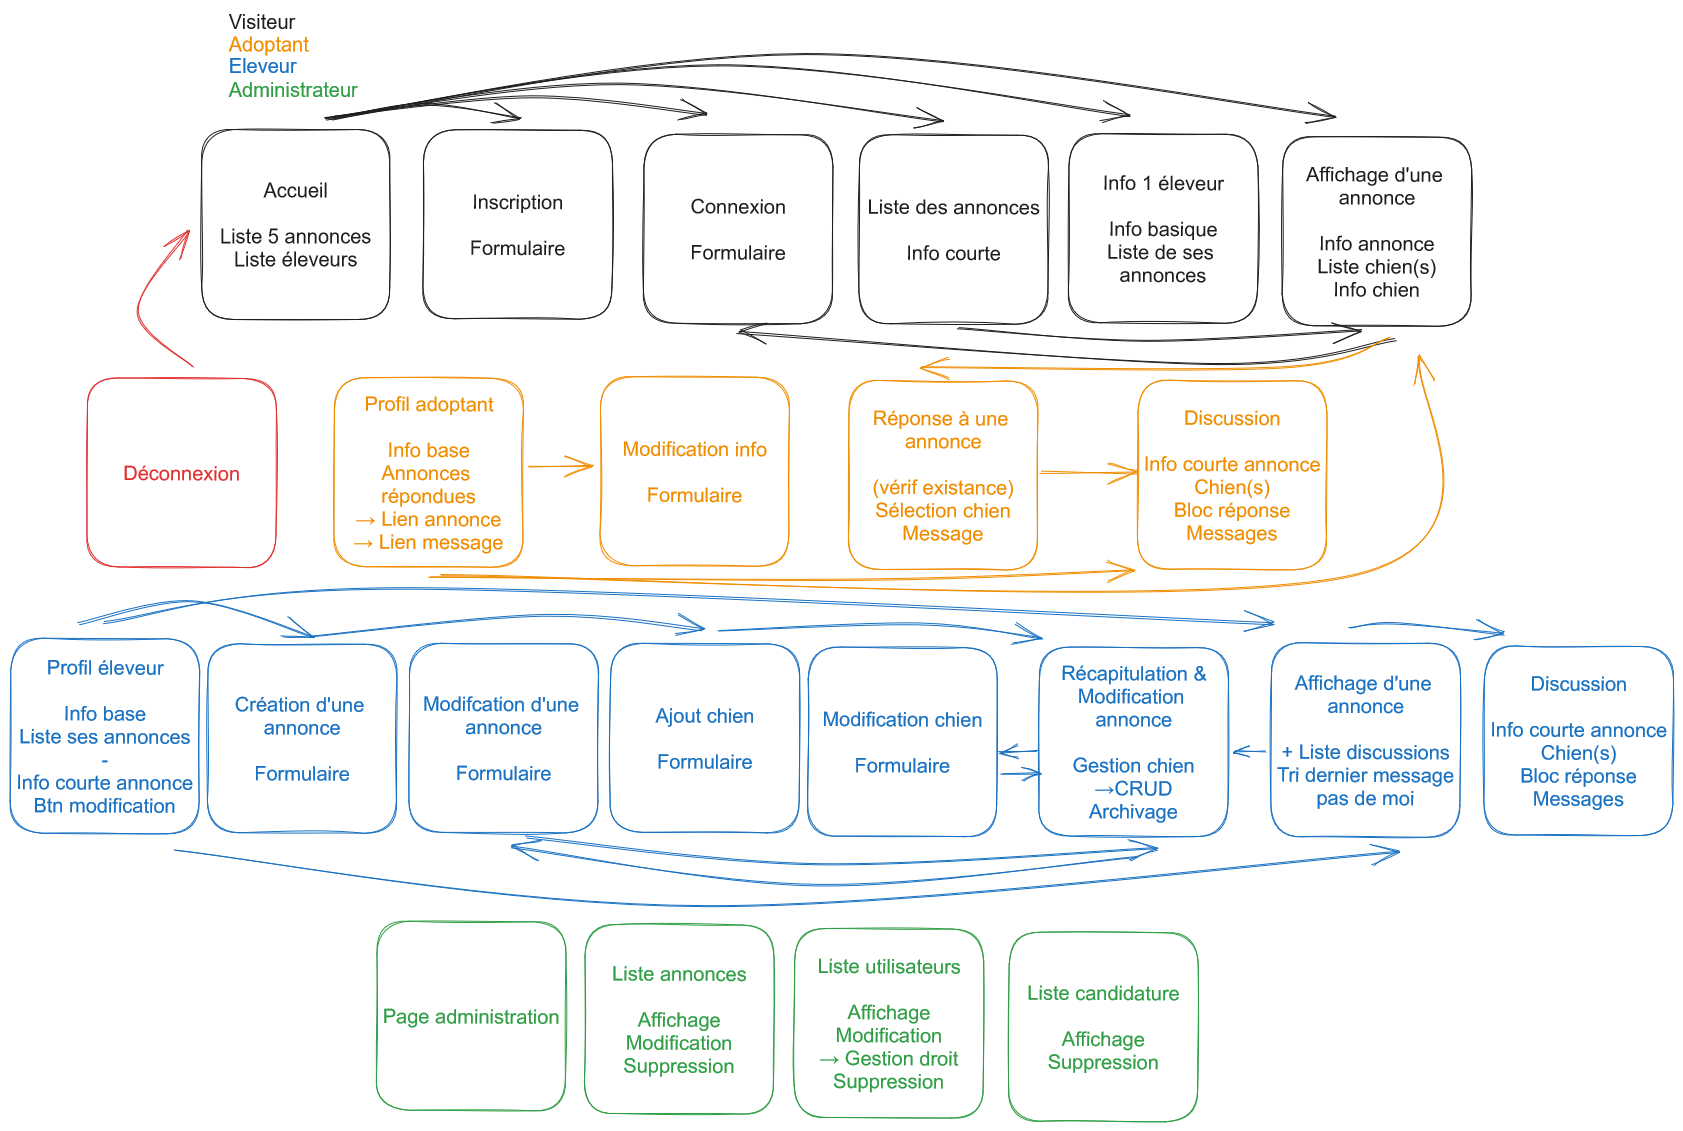 Visiteur
Adoptant
Eleveur
Administrateur
Accueil
Liste 5 annonces
Liste éleveurs
Inscription
Formulaire
Connexion
Formulaire
Liste des annonces
Info courte
Info 1 éleveur
Info basique
Liste de ses
annonces
Affichage d'une
annonce
Info annonce
Liste chien(s)
Info chien
Déconnexion
Profil adoptant
Info base
Annonces
répondues
→ Lien annonce
→ Lien message
Modification info
Formulaire
Réponse à une
annonce
(vérif existance)
Sélection chien
Message
Discussion
Info courte annonce
Chien(s)
Bloc réponse
Messages
Profil éleveur
Info base
Liste ses annonces
-
Info courte annonce
Btn modification
Création d'une
annonce
Formulaire
Modifcation d'une
annonce
Formulaire
Ajout chien
Formulaire
Modification chien
Formulaire
Récapitulation &
Modification
annonce
Gestion chien
→CRUD
Archivage
Affichage d'une
annonce
+ Liste discussions
Tri dernier message
pas de moi
Discussion
Info courte annonce
Chien(s)
Bloc réponse
Messages
Page administration
Liste annonces
Affichage
Modification
Suppression
Liste utilisateurs
Affichage
Modification
→ Gestion droit
Suppression
Liste candidature
Affichage
Suppression